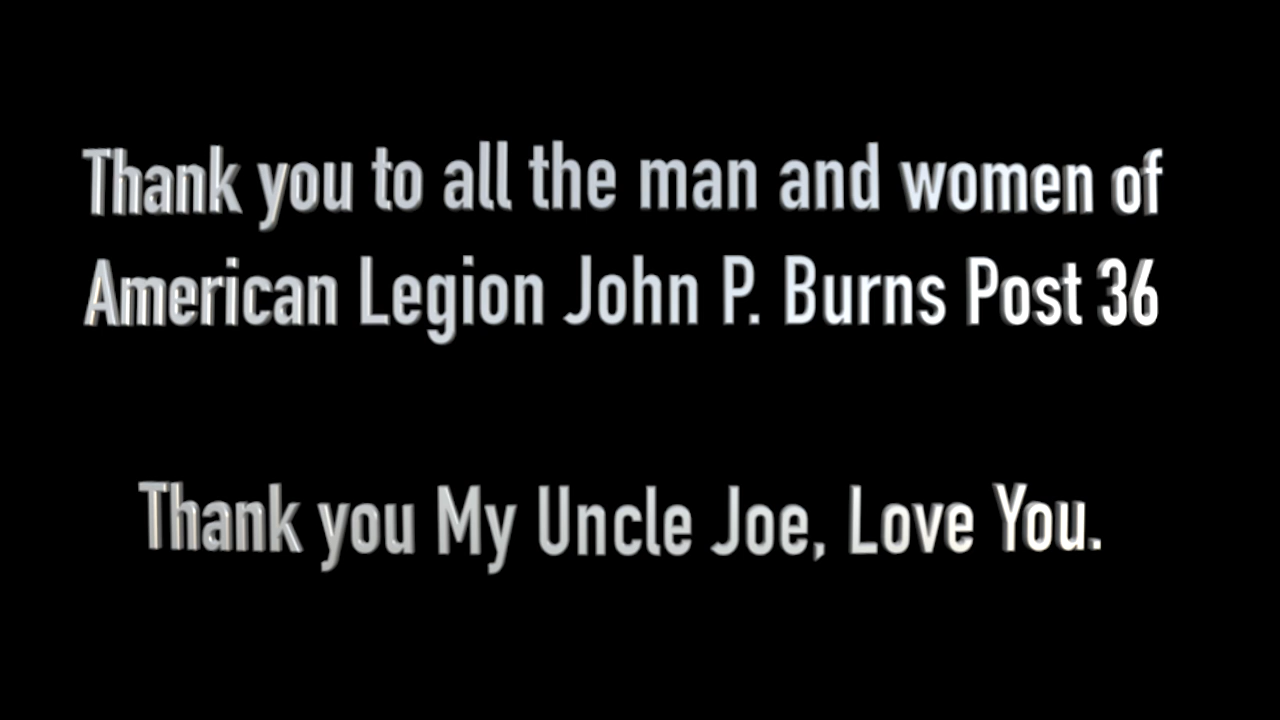 Thank you to all the man and women of
American Legion John P. Burns Post 36
Thank you My Uncle Joe, Love You.